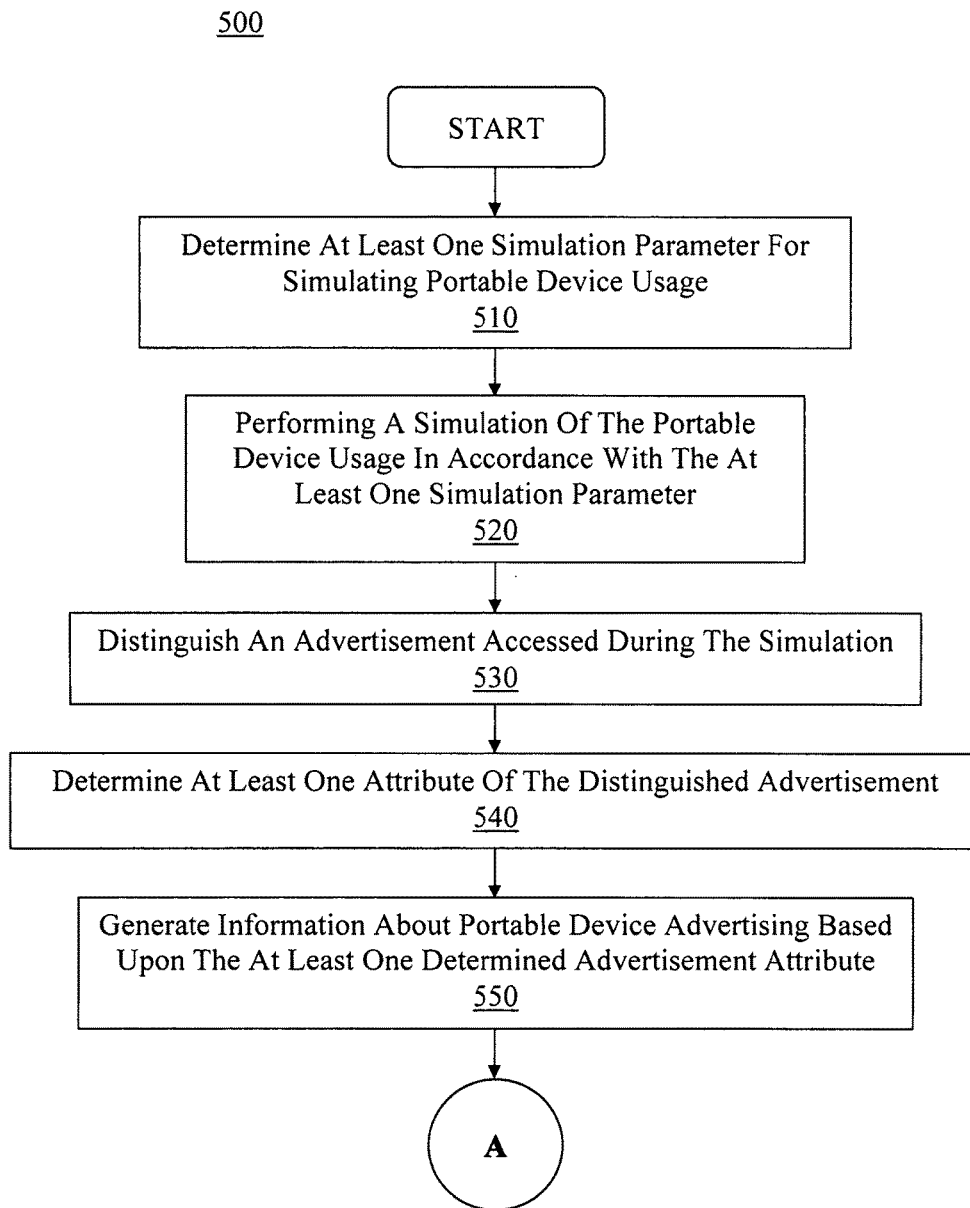 500
START
Determine At Least One Simulation Parameter For
Simulating Portable Device Usage
510
Performing A Simulation Of The Portable
Device Usage In Accordance With The At
Least One Simulation Parameter
520
Distinguish An Advertisement Accessed During The Simulation
530
Determine At Least One Attribute Of The Distinguished Advertisement
540
Generate Information About Portable Device Advertising Based
Upon The At Least One Determined Advertisement Attribute
550
A